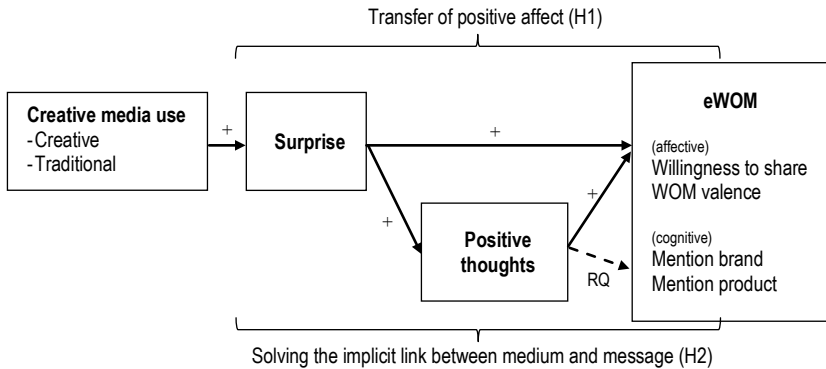 Transfer of positive affect (H1)
Creative media use
- Creative
- Traditional
+
Surprise
+
+
Positive
thoughts
+
RQ
eWOM
(affective)
Willingness to share
WOM valence
(cognitive)
Mention brand
Mention product
Solving the implicit link between medium and message (H2)